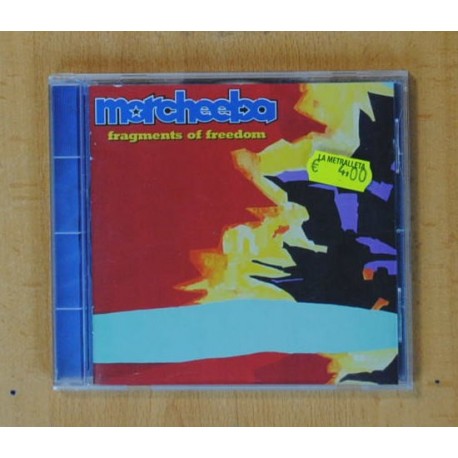 morcheeba
fragments of freedom
LA METRALLETA
€ 4,00